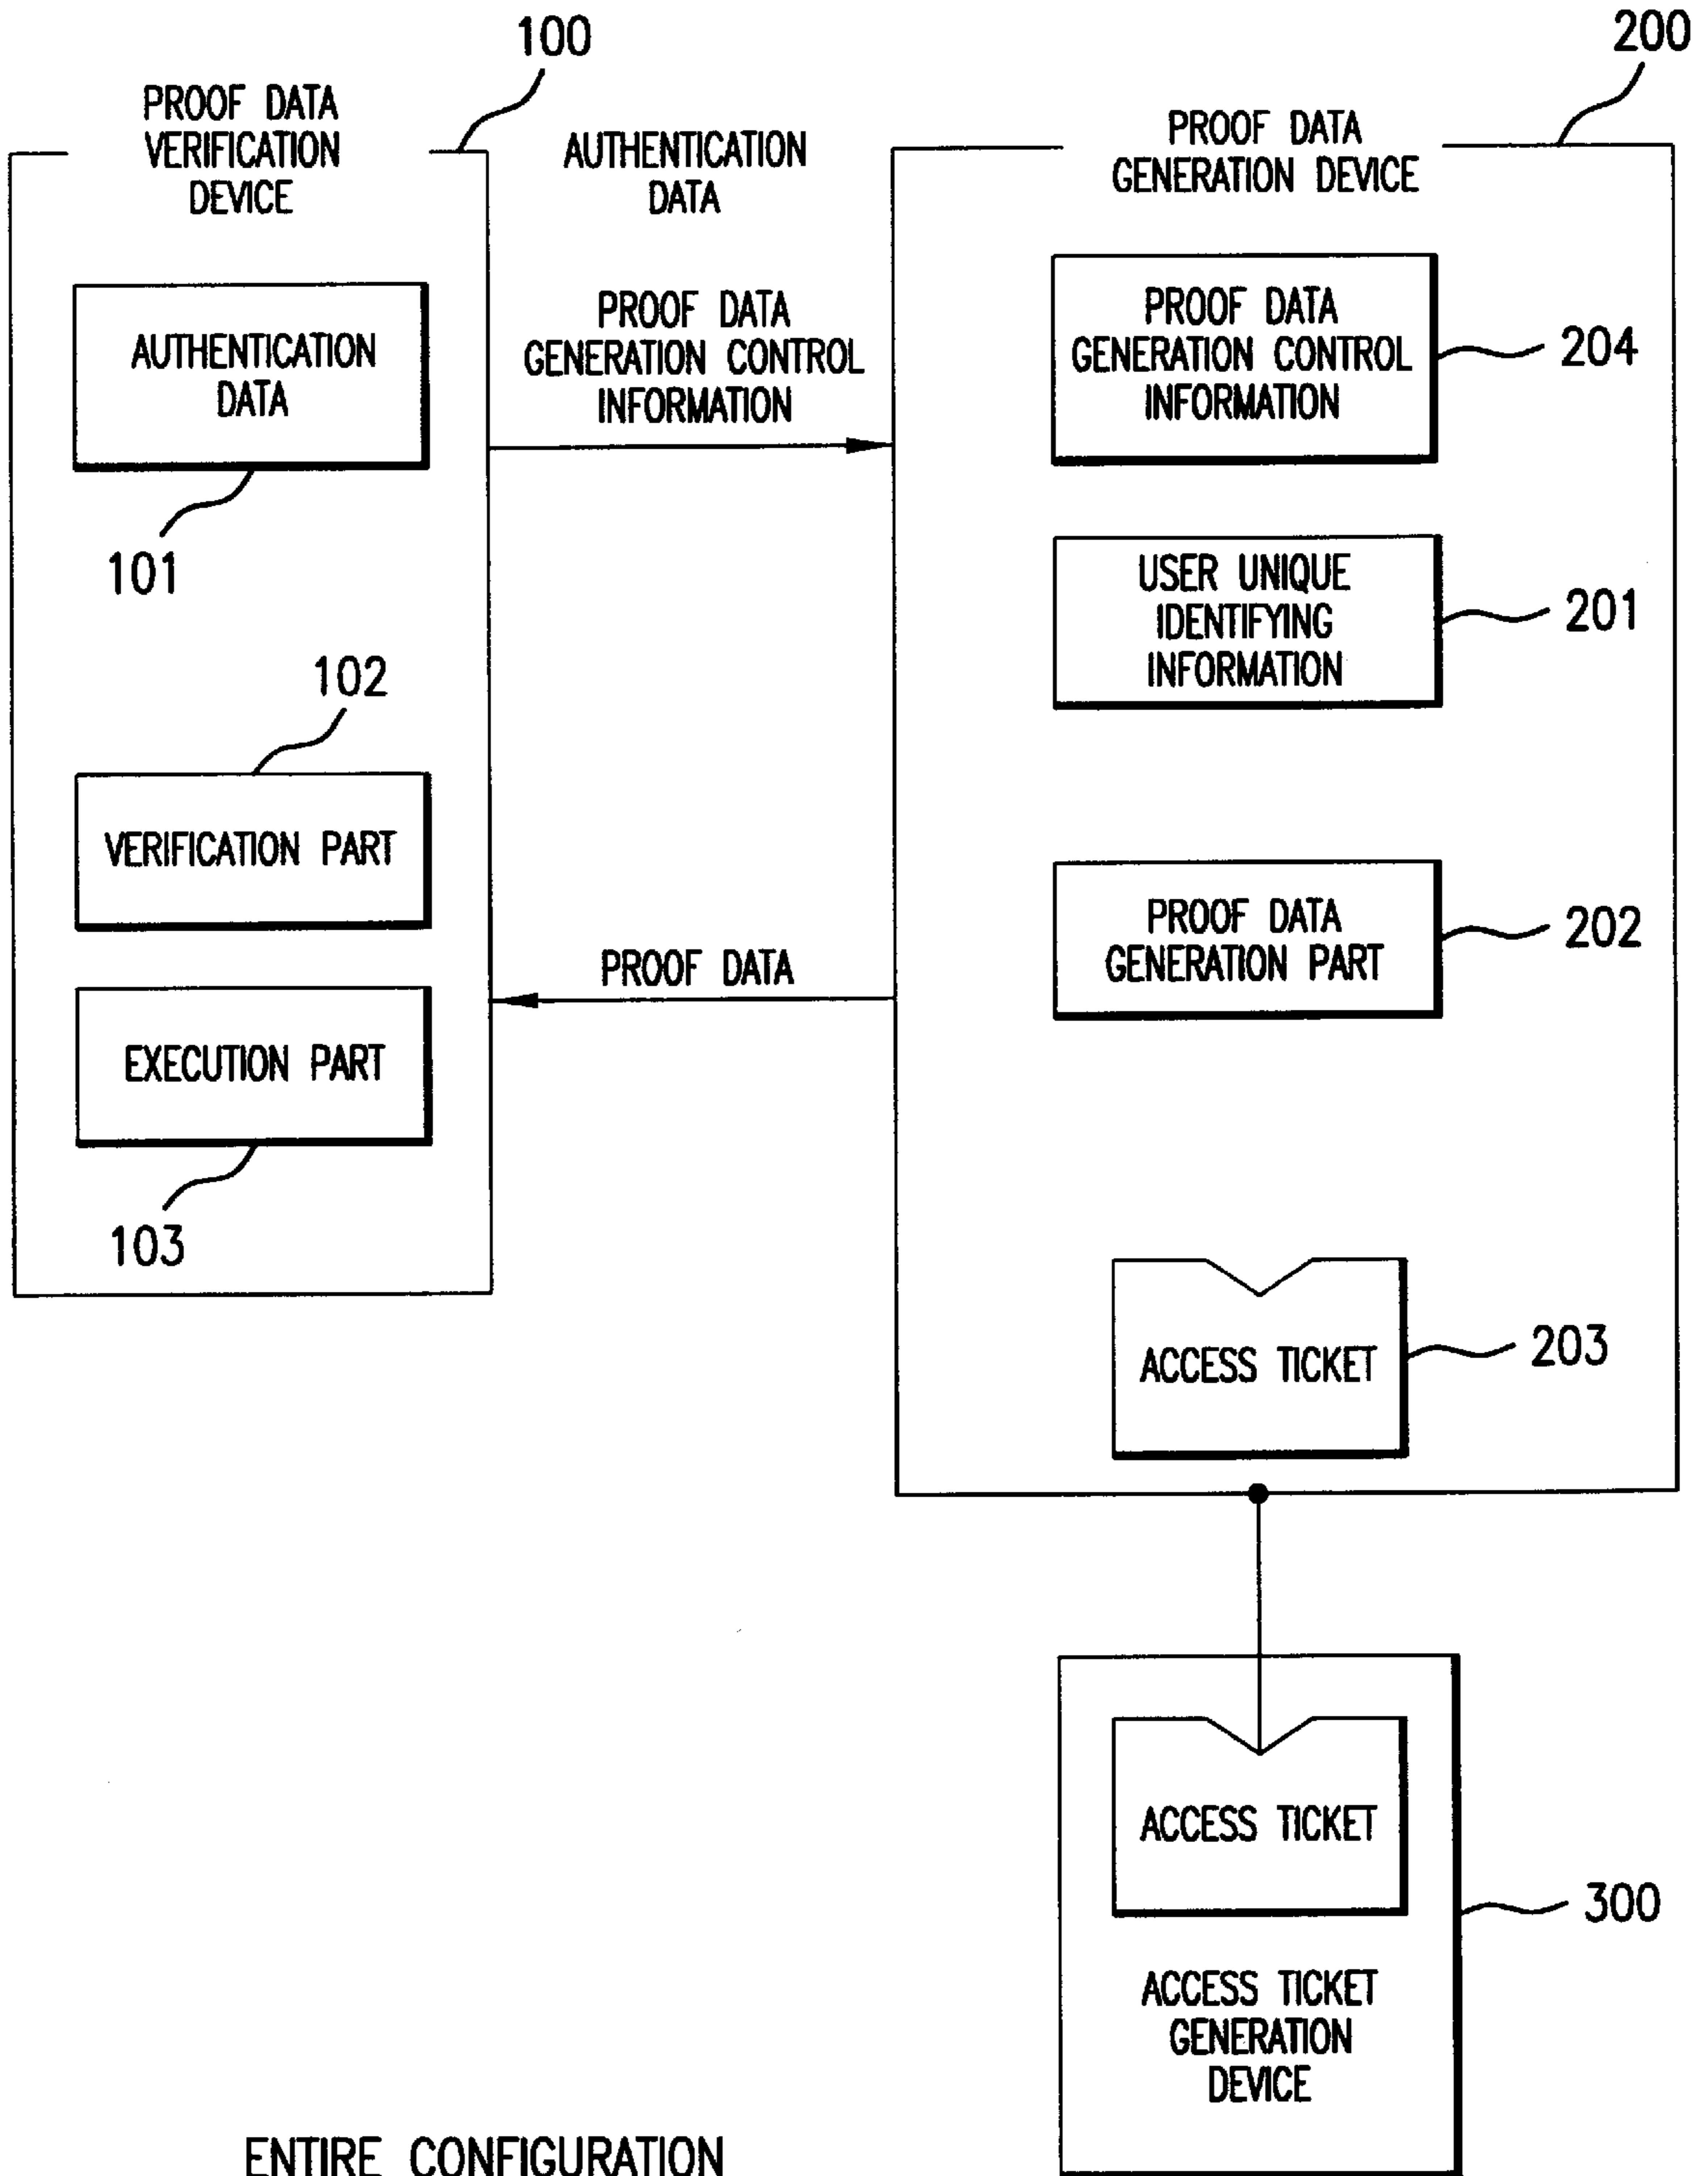 100
200
PROOF DATA
VERIFICATION
DEVICE
AUTHENTICATION
DATA
PROOF DATA
GENERATION DEVICE
AUTHENTICATION
DATA
101
PROOF DATA
GENERATION CONTROL
INFORMATION
PROOF DATA
GENERATION CONTROL
INFORMATION
204
USER UNIQUE
IDENTIFYING
INFORMATION
201
102
VERIFICATION PART
PROOF DATA
GENERATION PART
202
PROOF DATA
EXECUTION PART
103
ACCESS TICKET
203
ACCESS TICKET
300
ACCESS TICKET
GENERATION
DEVICE
ENTIRE CONFIGURATION